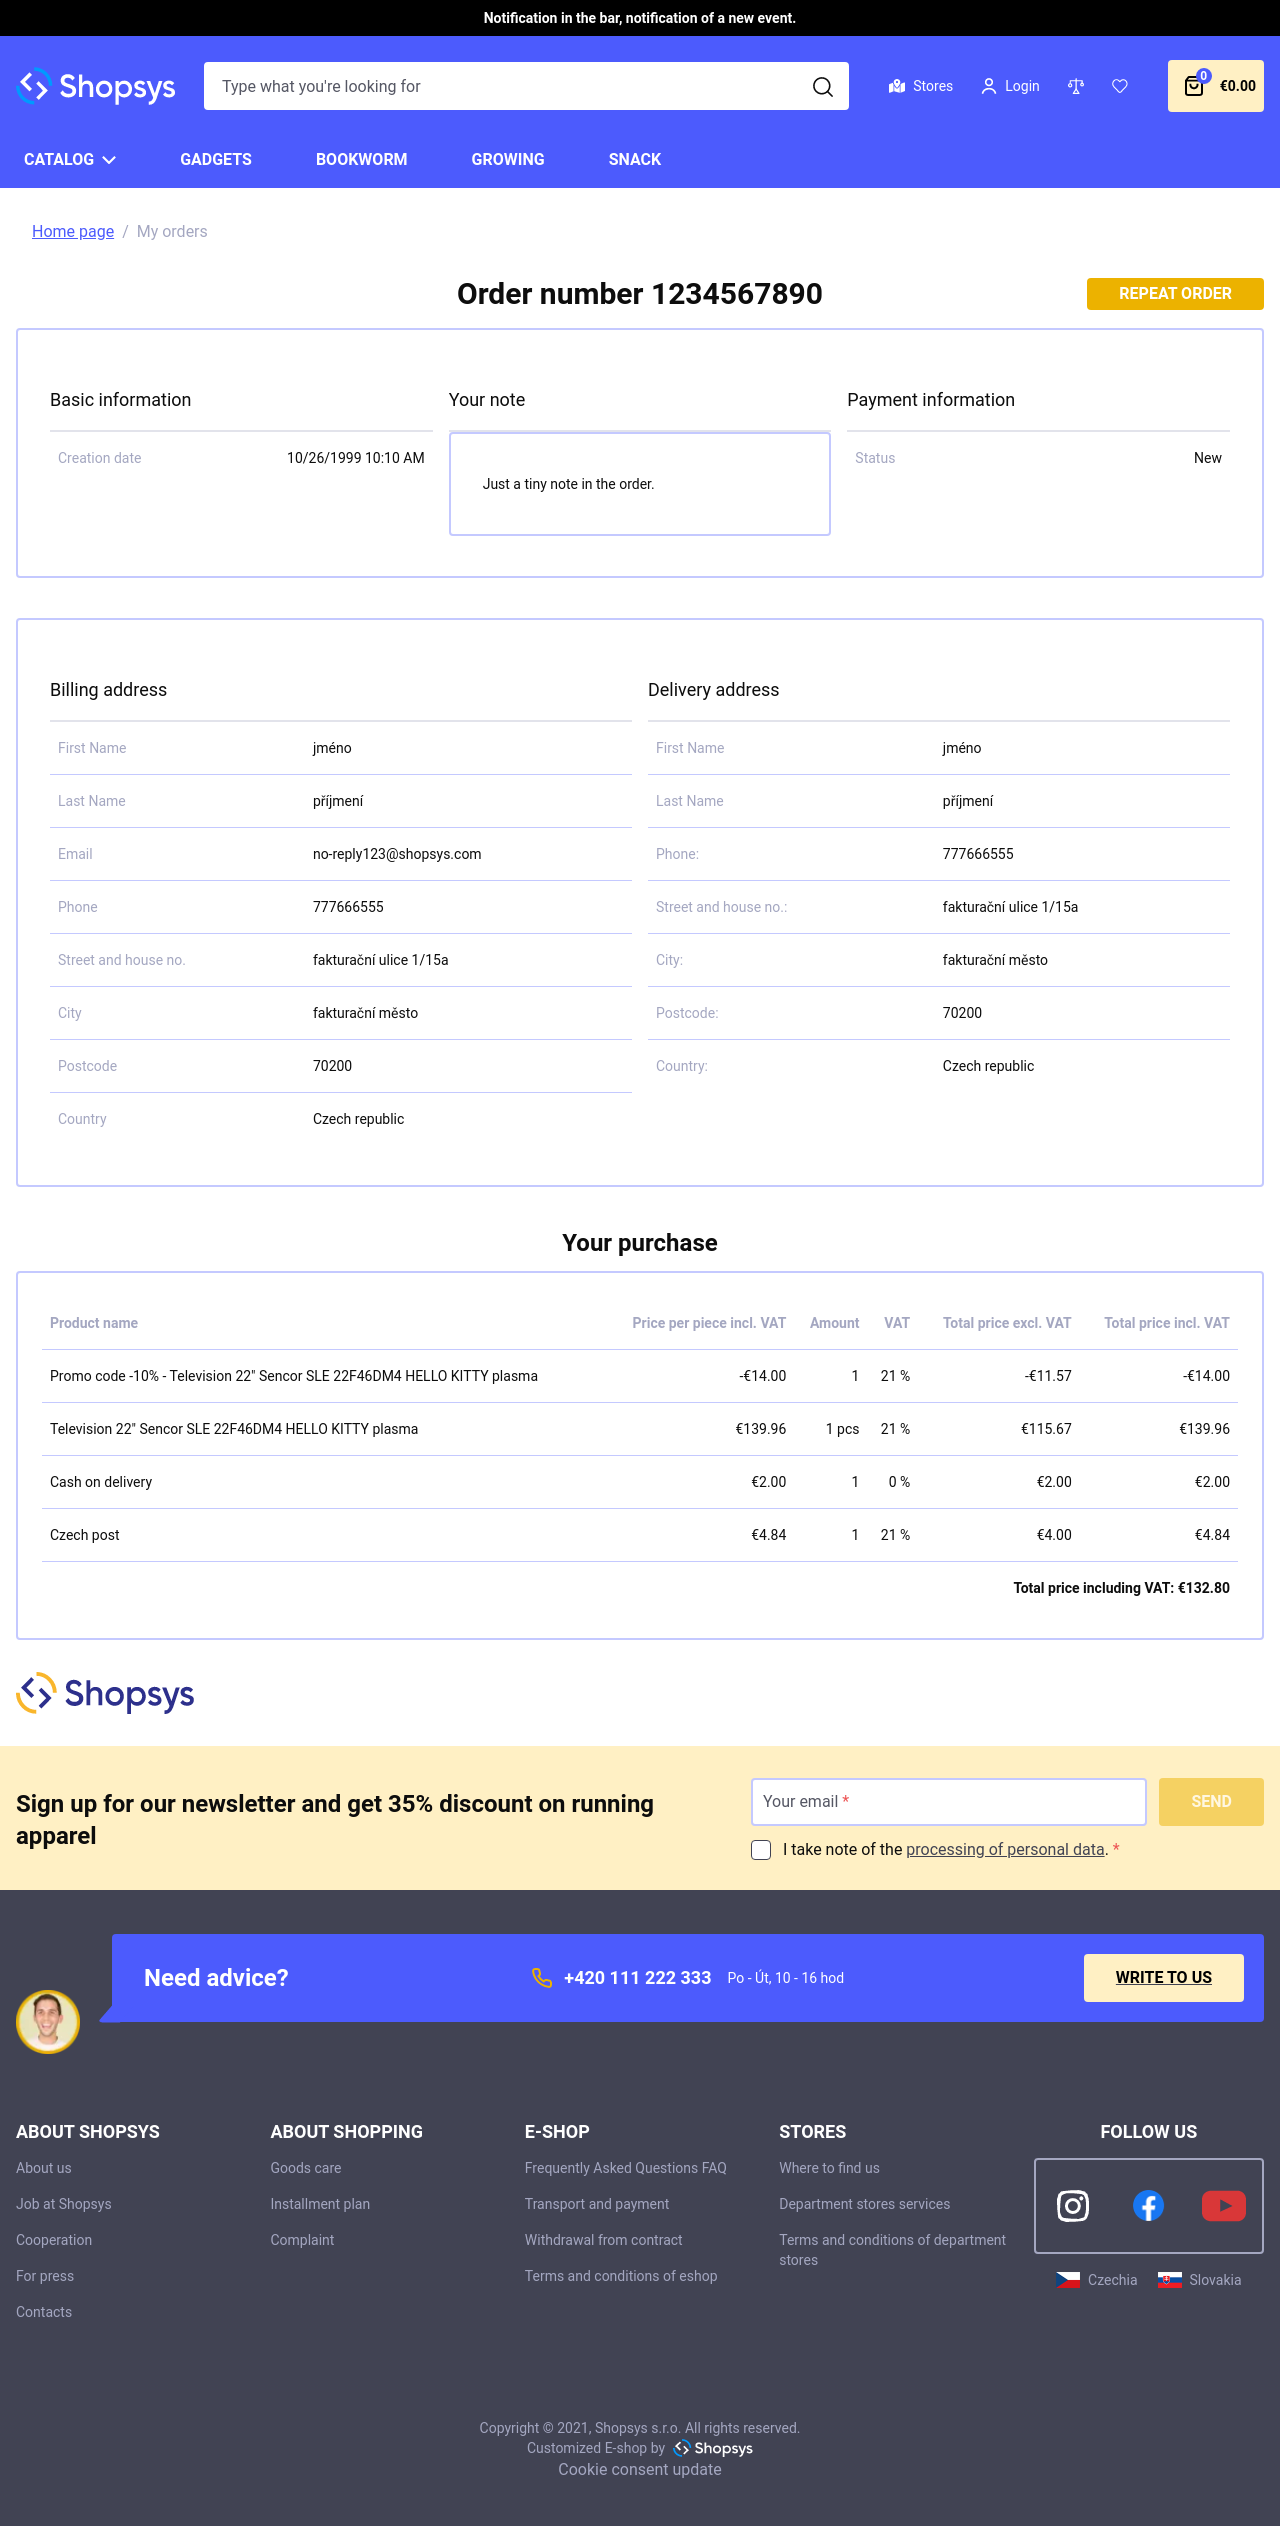 Notification in the bar, notification of a new event.
Shopsys
Type what you're looking for
Stores
Login
0
€0.00
CATALOG
GADGETS
BOOKWORM
GROWING
SNACK
Home page / My orders
Order number 1234567890
REPEAT ORDER
Basic information
Creation date 10/26/1999 10:10 AM
Your note
Just a tiny note in the order.
Payment information
Status New
Billing address
First Name jméno
Last Name příjmení
Email no-reply123@shopsys.com
Phone 777666555
Street and house no. fakturační ulice 1/15a
City fakturační město
Postcode 70200
Country Czech republic
Delivery address
First Name jméno
Last Name příjmení
Phone: 777666555
Street and house no.: fakturační ulice 1/15a
City: fakturační město
Postcode: 70200
Country: Czech republic
Your purchase
Product name Price per piece incl. VAT Amount VAT Total price excl. VAT Total price incl. VAT
Promo code -10% - Television 22" Sencor SLE 22F46DM4 HELLO KITTY plasma -€14.00 1 21 % -€11.57 -€14.00
Television 22" Sencor SLE 22F46DM4 HELLO KITTY plasma €139.96 1 pcs 21 % €115.67 €139.96
Cash on delivery €2.00 1 0 % €2.00 €2.00
Czech post €4.84 1 21 % €4.00 €4.84
Total price including VAT: €132.80
Shopsys
Sign up for our newsletter and get 35% discount on running
apparel
Your email *
SEND
I take note of the processing of personal data. *
Need advice?
+420 111 222 333
Po - Út, 10 - 16 hod
WRITE TO US
ABOUT SHOPSYS
About us
Job at Shopsys
Cooperation
For press
Contacts
ABOUT SHOPPING
Goods care
Installment plan
Complaint
E-SHOP
Frequently Asked Questions FAQ
Transport and payment
Withdrawal from contract
Terms and conditions of eshop
STORES
Where to find us
Department stores services
Terms and conditions of department
stores
FOLLOW US
Czechia
Slovakia
Copyright © 2021, Shopsys s.r.o. All rights reserved.
Customized E-shop by Shopsys
Cookie consent update